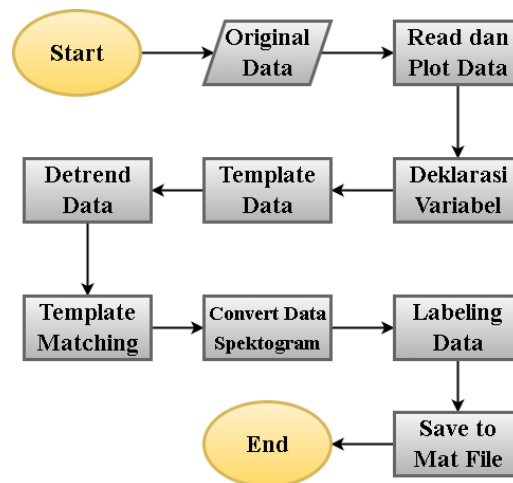 Start
Original
Data
Read dan
Plot Data
Deklarasi
Variabel
Template
Data
Detrend
Data
Template
Matching
Convert Data
Spektogram
Labeling
Data
Save to
Mat File
End